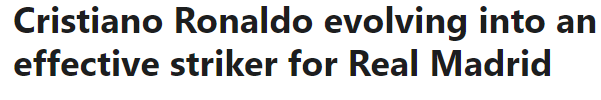 Cristiano Ronaldo evolving into an
effective striker for Real Madrid